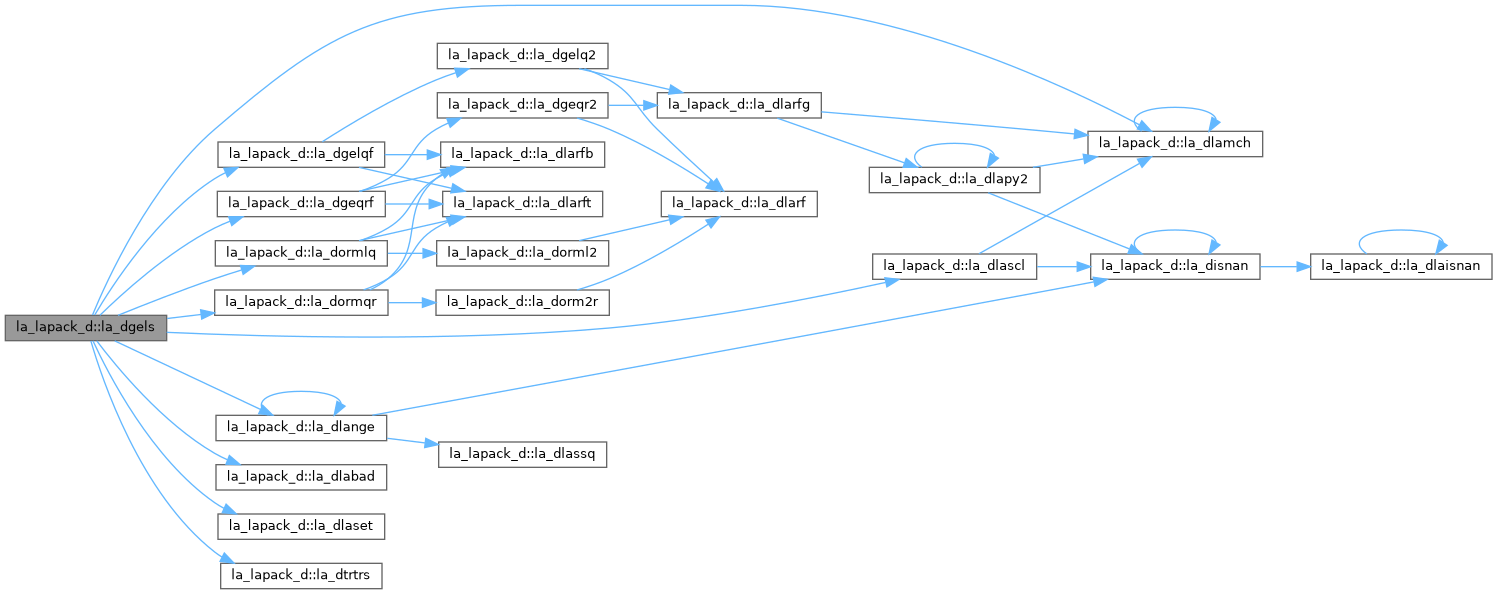 la_lapack_d::la_dgels
la_lapack_d::la_dgelqf
la_lapack_d::la_dgeqrf
la_lapack_d::la_dormlq
la_lapack_d::la_dormqr
la_lapack_d::la_dlange
la_lapack_d::la_dlabad
la_lapack_d::la_dlaset
la_lapack_d::la_dtrtrs
la_lapack_d::la_dgelq2
la_lapack_d::la_dgeqr2
la_lapack_d::la_dlarfb
la_lapack_d::la_dlarft
la_lapack_d::la_dorml2
la_lapack_d::la_dorm2r
la_lapack_d::la_dlassq
la_lapack_d::la_dlarfg
la_lapack_d::la_dlarf
la_lapack_d::la_dlapy2
la_lapack_d::la_dlascl
la_lapack_d::la_dlamch
la_lapack_d::la_disnan
la_lapack_d::la_dlaisnan